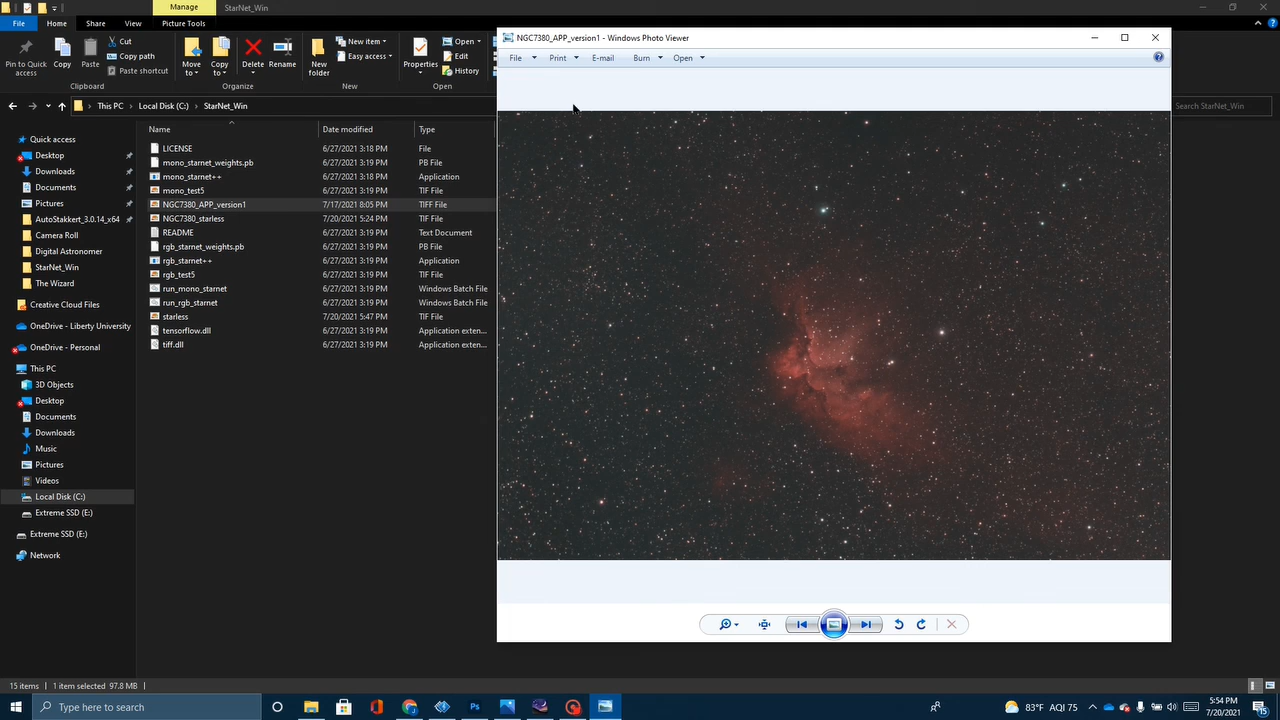 Manage
StarNet_Win
File
Home
Share
View
Picture Tools
Pin to Quick access
Copy
Paste
Cut
Copy path
Paste shortcut
Clipboard
Move to
Copy to
Delete
Rename
Organize
New folder
New item
Easy access
New
Properties
Open
Edit
History
Open
This PC
Local Disk (C:)
StarNet_Win
Search StarNet_Win
Quick access
Desktop
Downloads
Documents
Pictures
AutoStakkert_3.0.14_x64
Camera Roll
Digital Astronomer
StarNet_Win
The Wizard
Creative Cloud Files
OneDrive - Liberty University
OneDrive - Personal
This PC
3D Objects
Desktop
Documents
Downloads
Music
Pictures
Videos
Local Disk (C:)
Extreme SSD (E:)
Extreme SSD (E:)
Network
Name Date modified Type
LICENSE 6/27/2021 3:18 PM File
mono_starnet_weights.pb 6/27/2021 3:19 PM PB File
mono_starnet++ 6/27/2021 3:18 PM Application
mono_test5 6/27/2021 3:19 PM TIF File
NGC7380_APP_version1 7/17/2021 8:05 PM TIFF File
NGC7380_starless 7/20/2021 5:24 PM TIF File
README 6/27/2021 3:19 PM Text Document
rgb_starnet_weights.pb 6/27/2021 3:19 PM PB File
rgb_starnet++ 6/27/2021 3:19 PM Application
rgb_test5 6/27/2021 3:19 PM TIF File
run_mono_starnet 6/27/2021 3:19 PM Windows Batch File
run_rgb_starnet 6/27/2021 3:19 PM Windows Batch File
starless 7/20/2021 5:47 PM TIF File
tensorflow.dll 6/27/2021 3:19 PM Application exten...
tiff.dll 6/27/2021 3:19 PM Application exten...
NGC7380_APP_version1 - Windows Photo Viewer
File Print E-mail Burn Open
15 items 1 item selected 97.8 MB
Type here to search
83°F AQI 75
5:54 PM
7/20/2021
15